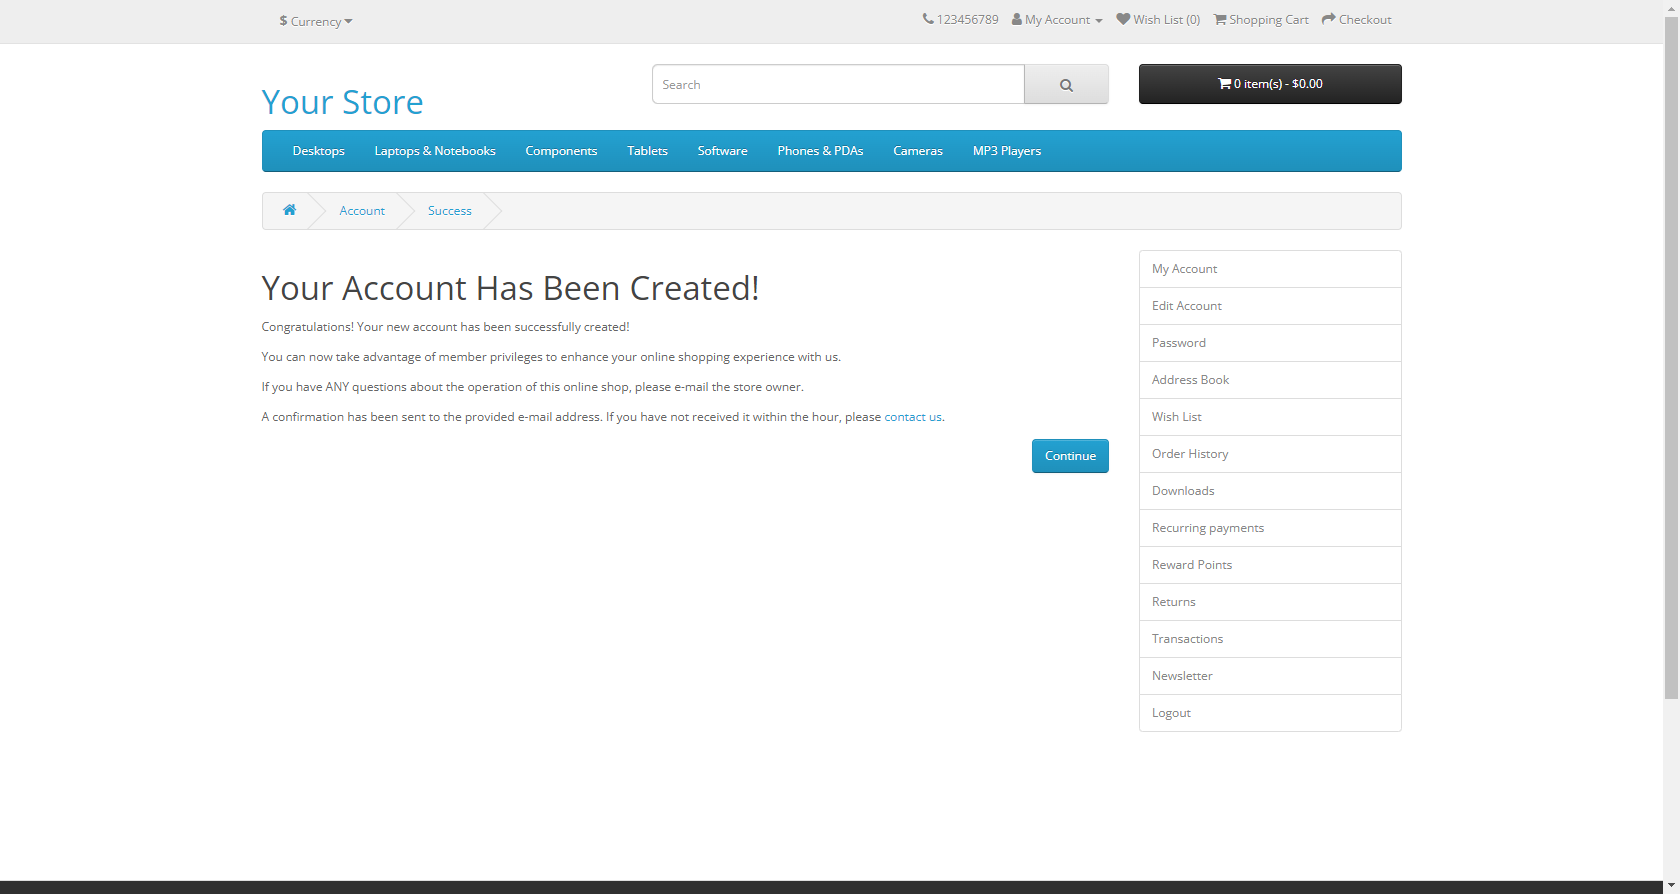 $ Currency
123456789 My Account Wish List (0) Shopping Cart Checkout
Your Store
Search
0 item(s) - $0.00
Desktops Laptops & Notebooks Components Tablets Software Phones & PDAs Cameras MP3 Players
Account Success
Your Account Has Been Created!
Congratulations! Your new account has been successfully created!
You can now take advantage of member privileges to enhance your online shopping experience with us.
If you have ANY questions about the operation of this online shop, please e-mail the store owner.
A confirmation has been sent to the provided e-mail address. If you have not received it within the hour, please contact us.
Continue
My Account
Edit Account
Password
Address Book
Wish List
Order History
Downloads
Recurring payments
Reward Points
Returns
Transactions
Newsletter
Logout